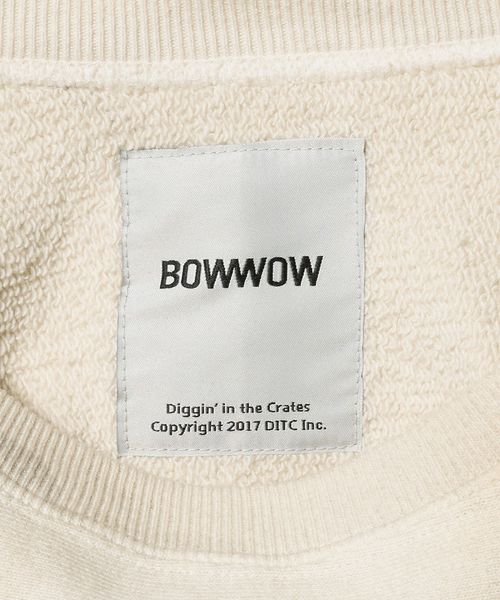 BOWWOW
Diggin' in the Crates
Copyright 2017 DITC Inc.